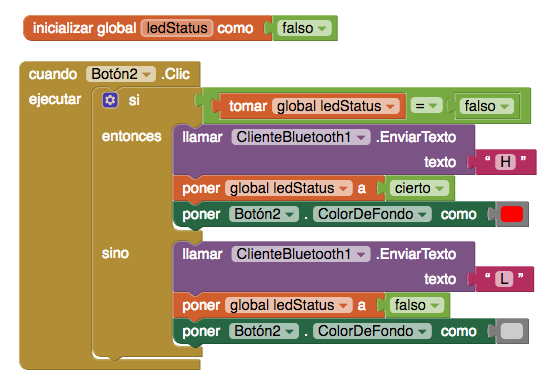 inicializar global ledStatus como falso
cuando Botón2 .Clic
ejecutar si tomar global ledStatus = falso
entonces llamar ClienteBluetooth1 .EnviarTexto
texto " H "
poner global ledStatus a cierto
poner Botón2 . ColorDeFondo como
sino llamar ClienteBluetooth1 .EnviarTexto
texto " L "
poner global ledStatus a falso
poner Botón2 . ColorDeFondo como